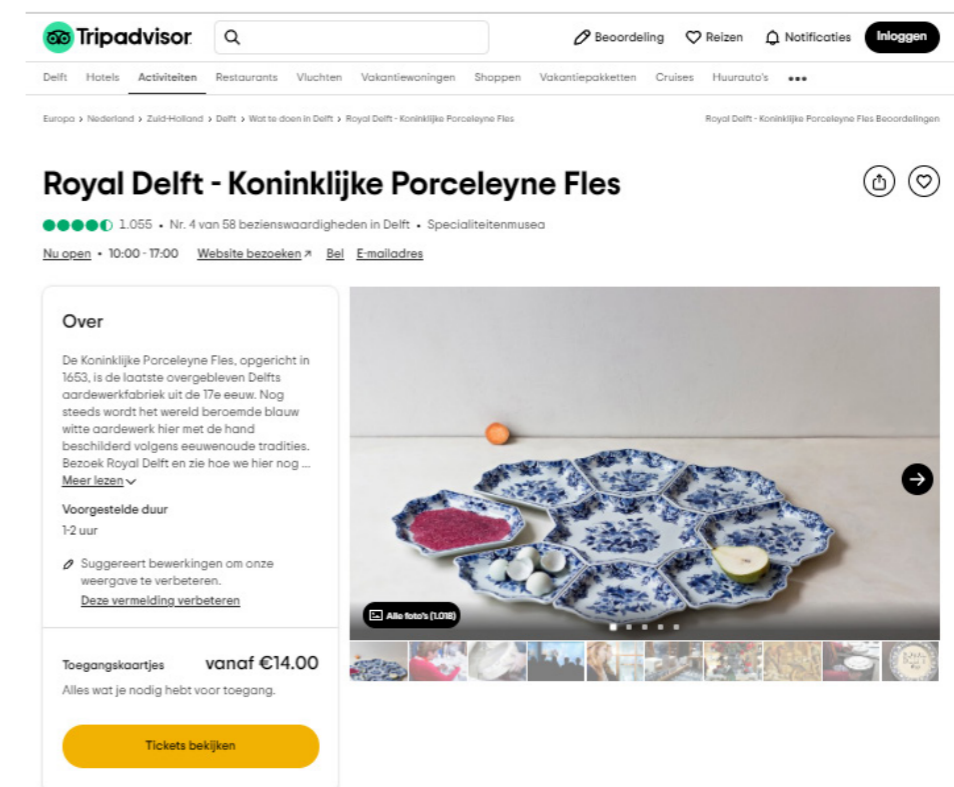 Tripadvisor
Beoordeling
Reizen
Notificaties
Inloggen
Delft Hotels Activiteiten Restaurants Vluchten Vakantiewoningen Shoppen Vakantiepakketten Cruises Huurauto's •••
Europa > Nederland > Zuid-Holland > Delft > Wat te doen in Delft > Royal Delft - Koninklijke Porceleyne Fles
Royal Delft - Koninklijke Porceleyne Fles Beoordelingen
Royal Delft - Koninklijke Porceleyne Fles
1.055 • Nr. 4 van 58 bezienswaardigheden in Delft • Specialiteitenmusea
Nu open • 10:00 - 17:00 Website bezoeken Bel E-mailadres
Over
De Koninklijke Porceleyne Fles, opgericht in
1653, is de laatste overgebleven Delfts
aardewerkfabriek uit de 17e eeuw. Nog
steeds wordt het wereld beroemde blauw
witte aardewerk hier met de hand
beschilderd volgens eeuwenoude tradities.
Bezoek Royal Delft en zie hoe we hier nog ...
Meer lezen
Voorgestelde duur
1-2 uur
Suggereert bewerkingen om onze
weergave te verbeteren.
Deze vermelding verbeteren
Alle foto's (1.018)
Toegangskaartjes vanaf €14.00
Alles wat je nodig hebt voor toegang.
Tickets bekijken